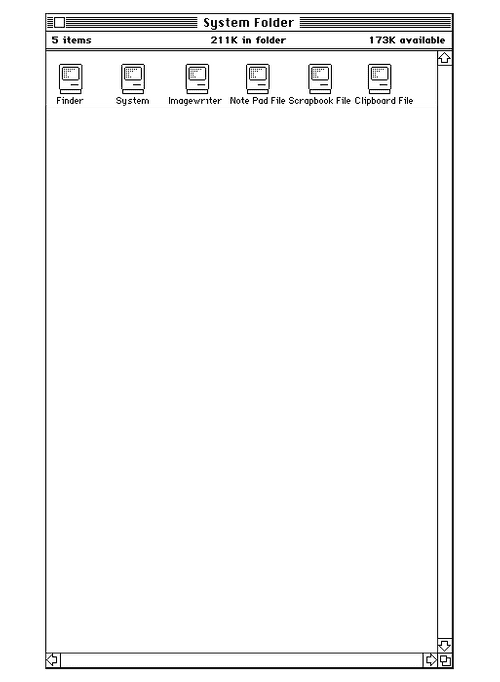 System Folder
5 items 211K in folder 173K available
Finder System Imagewriter Note Pad File Scrapbook File Clipboard File